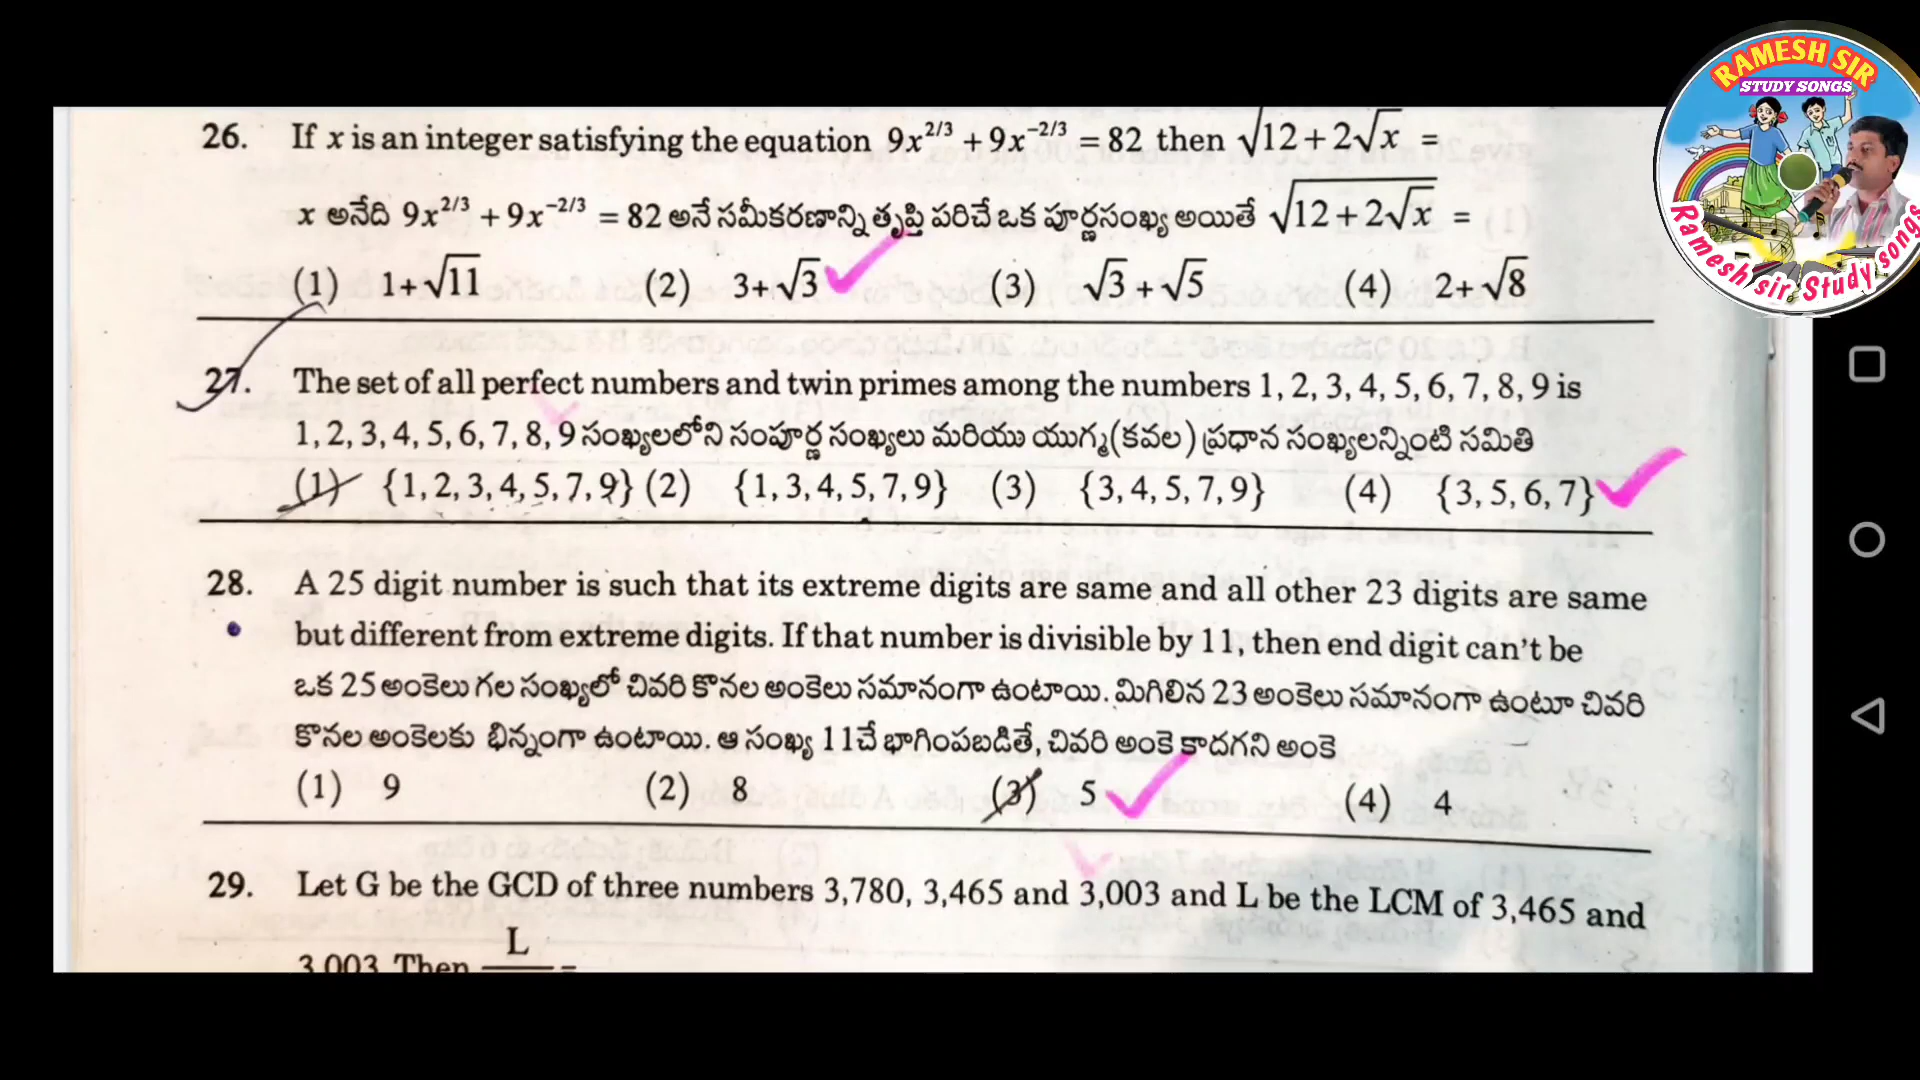 RAMESH SIR
STUDY SONGS
Ramesh sir Study songs
26. If x is an integer satisfying the equation 9x^{2/3} + 9x^{-2/3} = 82 then √(12+2√x) =
x అనేది 9x^{2/3} + 9x^{-2/3} = 82 అనే సమీకరణాన్ని తృప్తి పరిచే ఒక పూర్ణసంఖ్య అయితే √(12+2√x) =
(1) 1+√11 (2) 3+√3 (3) √3+√5 (4) 2+√8
27. The set of all perfect numbers and twin primes among the numbers 1, 2, 3, 4, 5, 6, 7, 8, 9 is
1, 2, 3, 4, 5, 6, 7, 8, 9 సంఖ్యలలోని సంపూర్ణ సంఖ్యలు మరియు యుగ్మ(కవల) ప్రధాన సంఖ్యలన్నింటి సమితి
(1) {1, 2, 3, 4, 5, 7, 9} (2) {1, 3, 4, 5, 7, 9} (3) {3, 4, 5, 7, 9} (4) {3, 5, 6, 7}
28. A 25 digit number is such that its extreme digits are same and all other 23 digits are same
but different from extreme digits. If that number is divisible by 11, then end digit can't be
ఒక 25 అంకెలు గల సంఖ్యలో చివరి కొనల అంకెలు సమానంగా ఉంటాయి. మిగిలిన 23 అంకెలు సమానంగా ఉంటూ చివరి
కొనల అంకెలకు భిన్నంగా ఉంటాయి. ఆ సంఖ్య 11చే భాగింపబడితే, చివరి అంకె కాదగని అంకె
(1) 9 (2) 8 (3) 5 (4) 4
29. Let G be the GCD of three numbers 3,780, 3,465 and 3,003 and L be the LCM of 3,465 and
3,003. Then L =